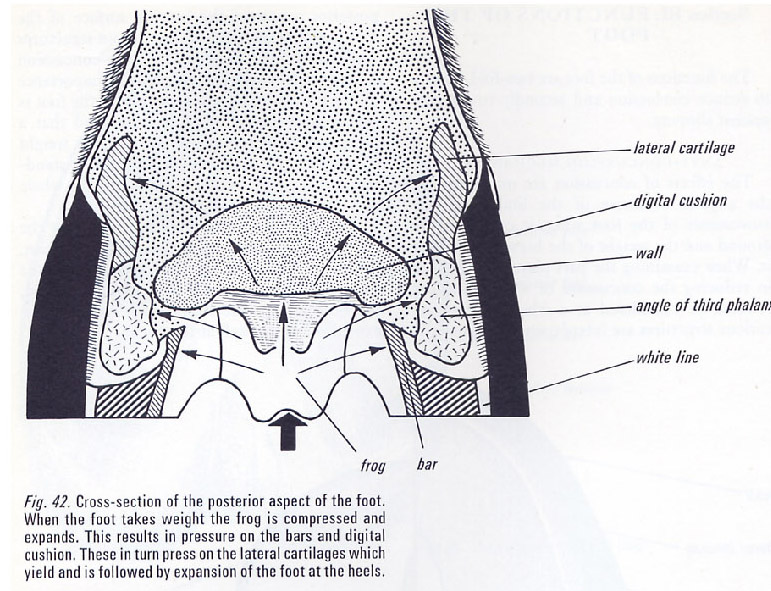 lateral cartilage
digital cushion
wall
angle of third phalan
white line
frog
bar
Fig. 42. Cross-section of the posterior aspect of the foot.
When the foot takes weight the frog is compressed and
expands. This results in pressure on the bars and digital
cushion. These in turn press on the lateral cartilages which
yield and is followed by expansion of the foot at the heels.